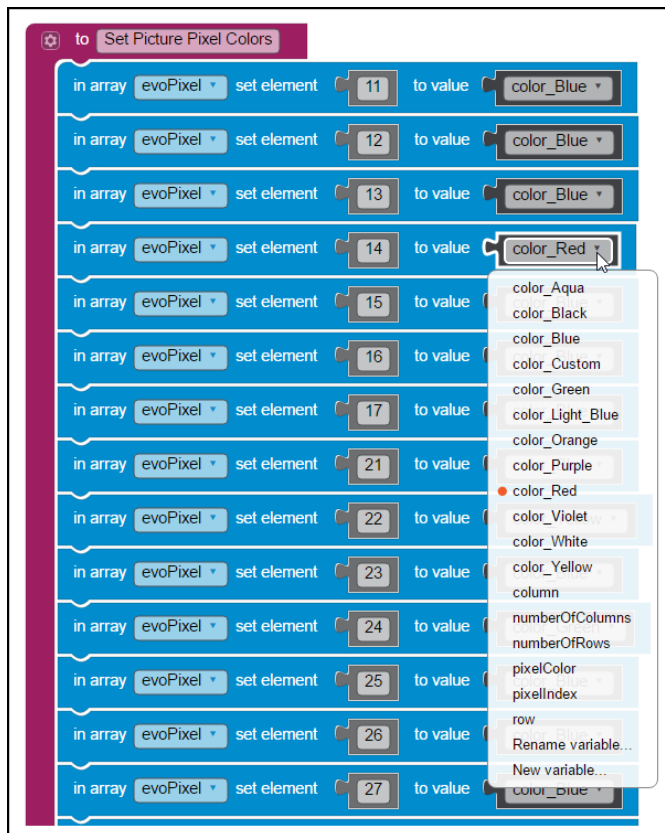 to Set Picture Pixel Colors
in array evoPixel set element 11 to value color_Blue
in array evoPixel set element 12 to value color_Blue
in array evoPixel set element 13 to value color_Blue
in array evoPixel set element 14 to value color_Red
in array evoPixel set element 15 to value
in array evoPixel set element 16 to value
in array evoPixel set element 17 to value
in array evoPixel set element 21 to value
in array evoPixel set element 22 to value
in array evoPixel set element 23 to value
in array evoPixel set element 24 to value
in array evoPixel set element 25 to value
in array evoPixel set element 26 to value
in array evoPixel set element 27 to value color_Blue
color_Aqua
color_Black
color_Blue
color_Custom
color_Green
color_Light_Blue
color_Orange
color_Purple
color_Red
color_Violet
color_White
color_Yellow
column
numberOfColumns
numberOfRows
pixelColor
pixelIndex
row
Rename variable...
New variable...